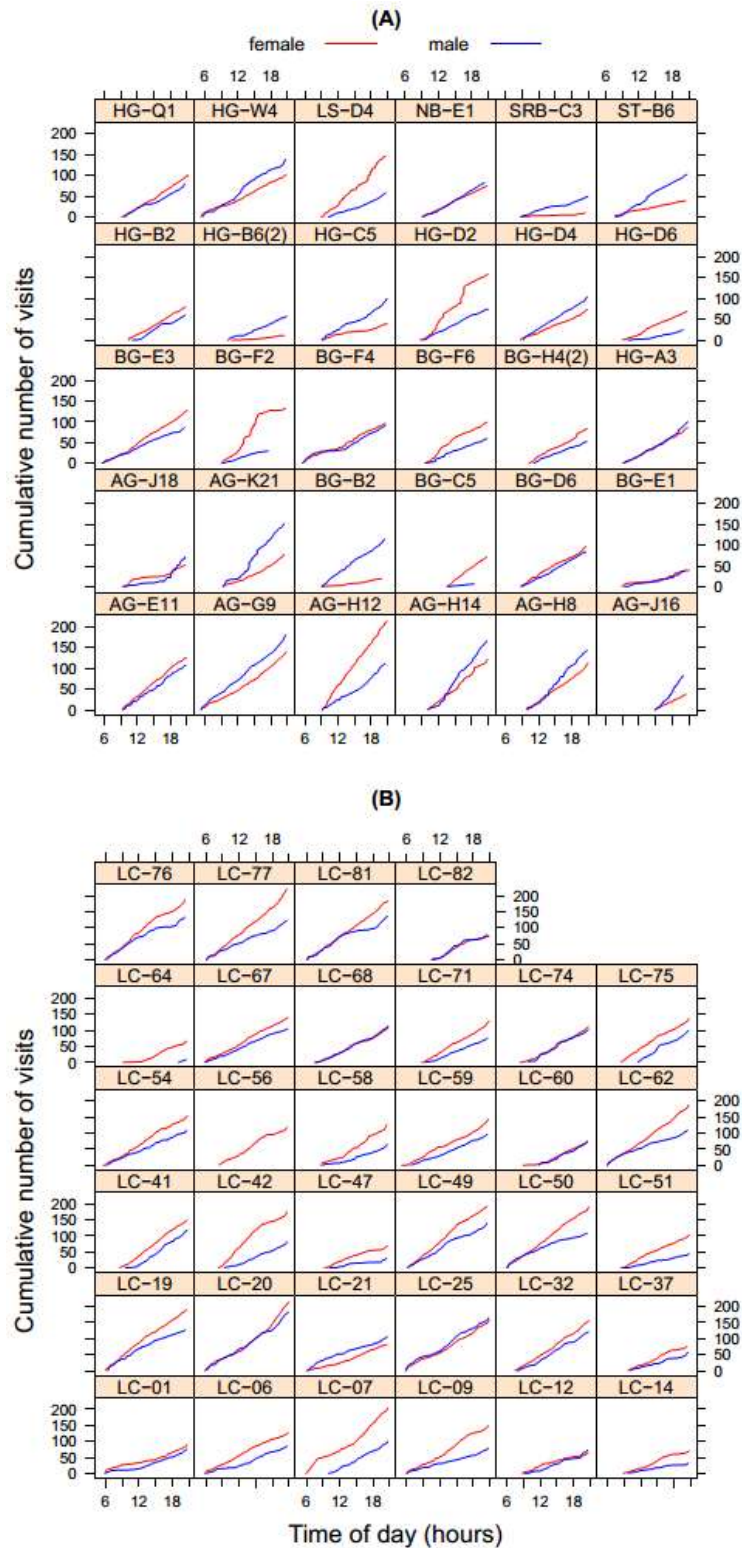 (A)
female male
6 12 18 6 12 18 6 12 18
HG−Q1 HG−W4 LS−D4 NB−E1 SRB−C3 ST−B6
200
150
100
50
0
HG−B2 HG−B6(2) HG−C5 HG−D2 HG−D4 HG−D6
200
150
100
50
0
BG−E3 BG−F2 BG−F4 BG−F6 BG−H4(2) HG−A3
200
150
100
50
0
AG−J18 AG−K21 BG−B2 BG−C5 BG−D6 BG−E1
200
150
100
50
0
AG−E11 AG−G9 AG−H12 AG−H14 AG−H8 AG−J16
200
150
100
50
0
6 12 18 6 12 18 6 12 18
Cumulative number of visits
(B)
6 12 18 6 12 18
LC−76 LC−77 LC−81 LC−82
200
150
100
50
0
LC−64 LC−67 LC−68 LC−71 LC−74 LC−75
200
150
100
50
0
LC−54 LC−56 LC−58 LC−59 LC−60 LC−62
200
150
100
50
0
LC−41 LC−42 LC−47 LC−49 LC−50 LC−51
200
150
100
50
0
LC−19 LC−20 LC−21 LC−25 LC−32 LC−37
200
150
100
50
0
LC−01 LC−06 LC−07 LC−09 LC−12 LC−14
200
150
100
50
0
6 12 18 6 12 18 6 12 18
Cumulative number of visits
Time of day (hours)